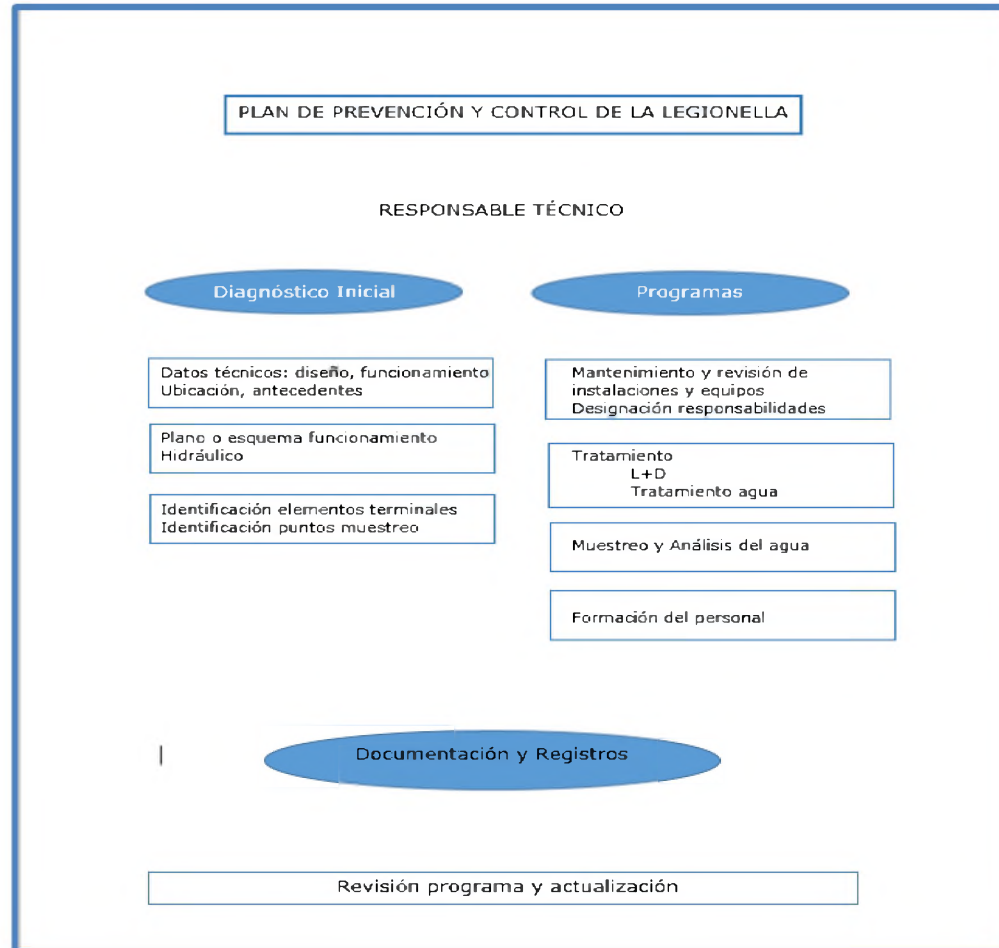 PLAN DE PREVENCIÓN Y CONTROL DE LA LEGIONELLA
RESPONSABLE TÉCNICO
Diagnóstico Inicial
Datos técnicos: diseño, funcionamiento
Ubicación, antecedentes
Plano o esquema funcionamiento
Hidráulico
Identificación elementos terminales
Identificación puntos muestreo
Programas
Mantenimiento y revisión de
instalaciones y equipos
Designación responsabilidades
Tratamiento
L+D
Tratamiento agua
Muestreo y Análisis del agua
Formación del personal
Documentación y Registros
Revisión programa y actualización